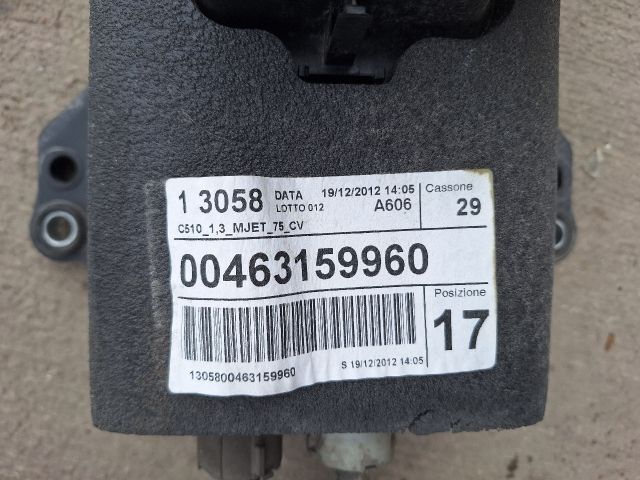 1 3058 DATA 19/12/2012 14:05 Cassone
LOTTO 012 A606 29
C510_1,3_MJET_75_CV
00463159960
Posizione
17
1305800463159960 S 19/12/2012 14:05